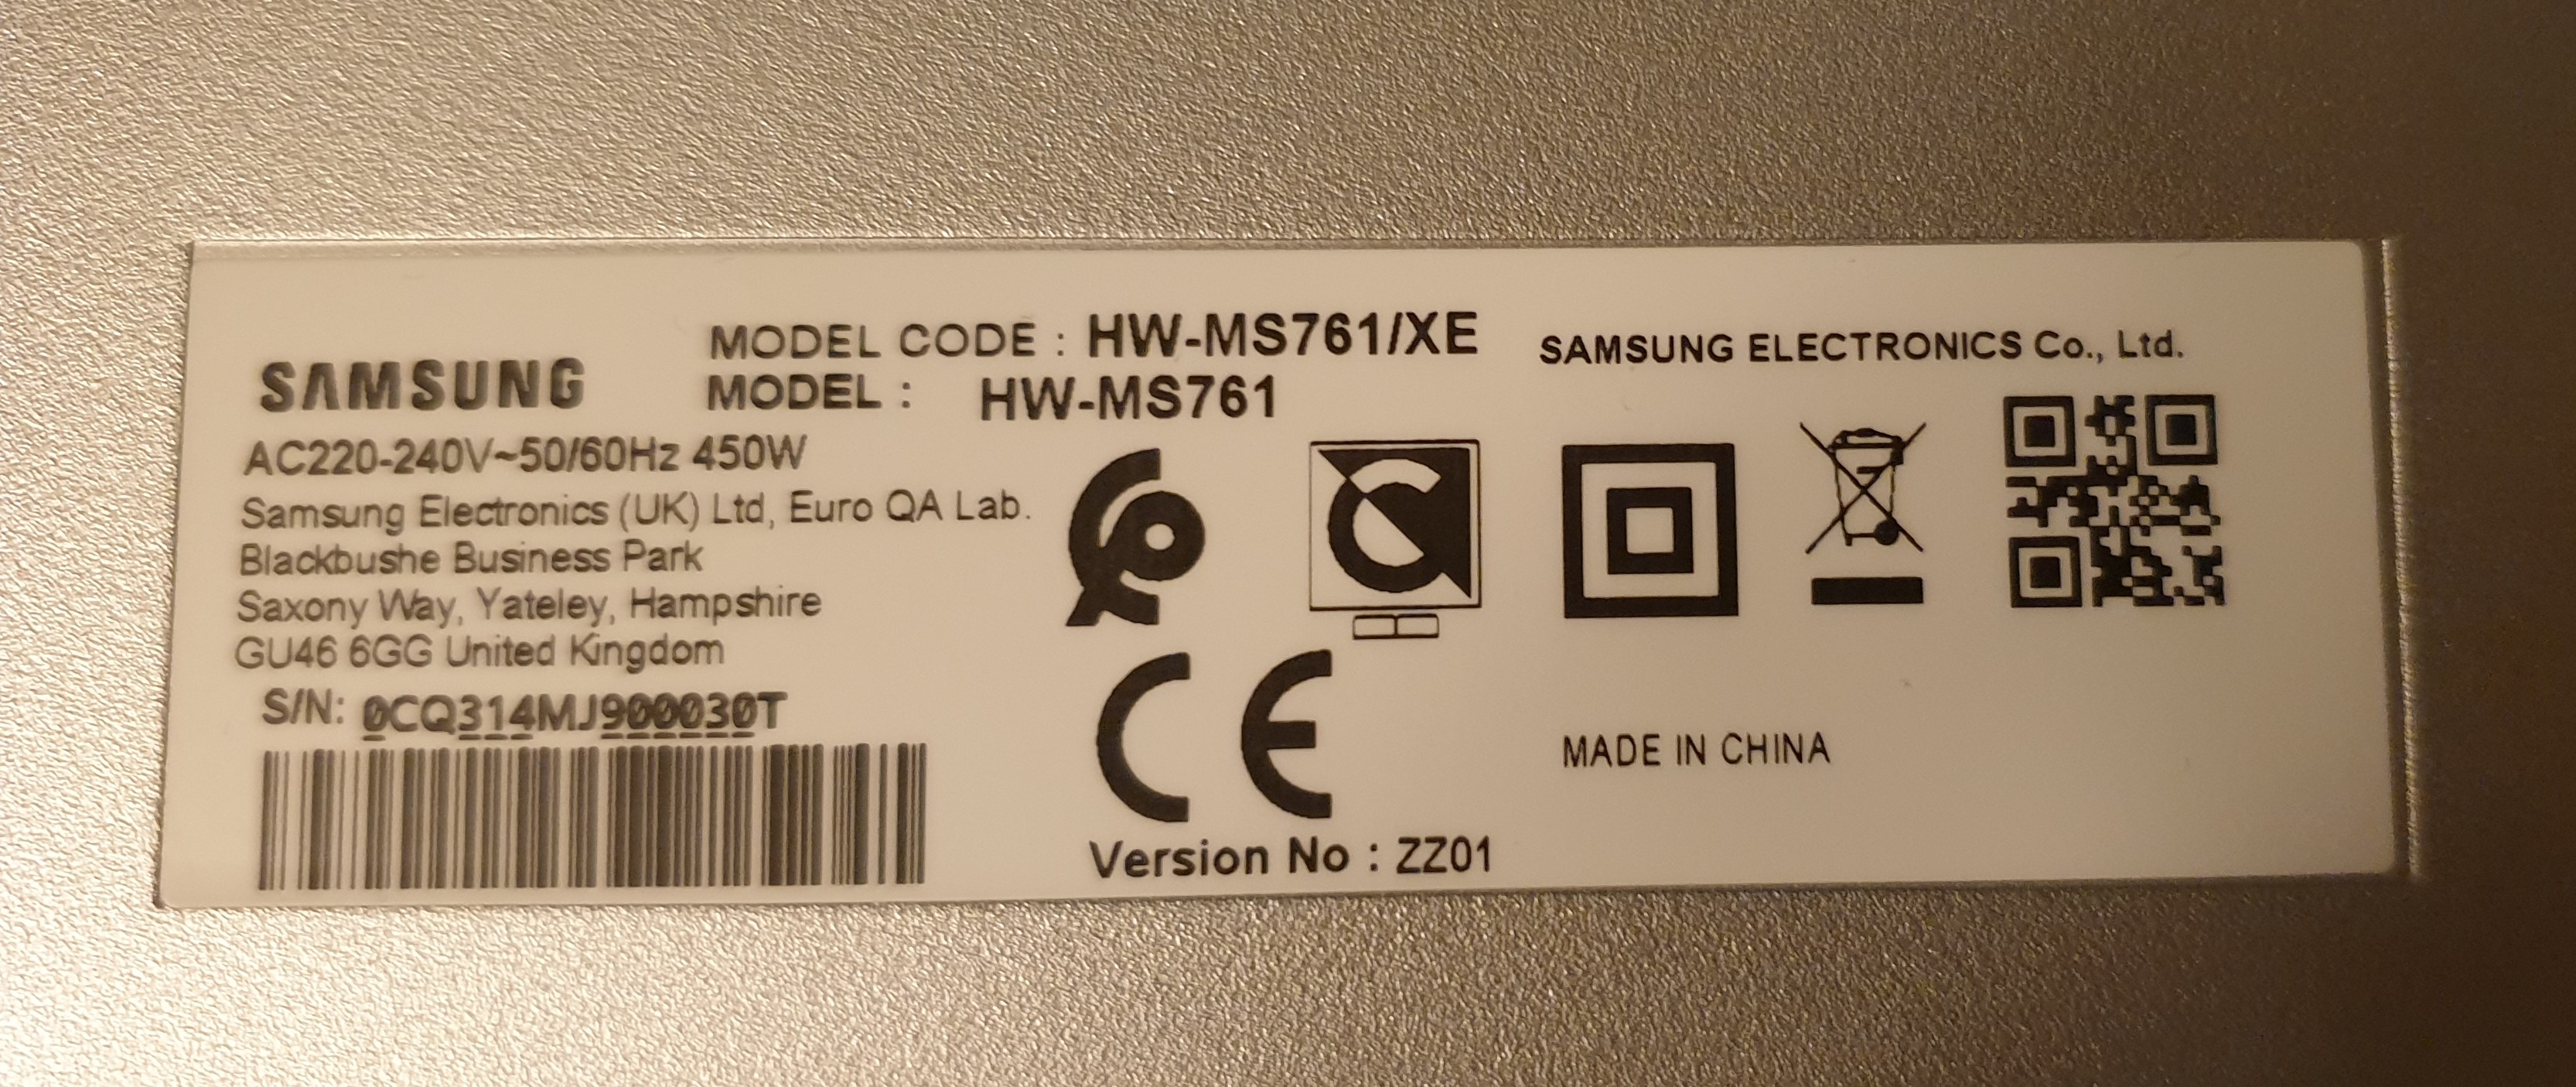 SAMSUNG
MODEL CODE : HW-MS761/XE
MODEL : HW-MS761
AC220-240V~50/60Hz 450W
Samsung Electronics (UK) Ltd, Euro QA Lab.
Blackbushe Business Park
Saxony Way, Yateley, Hampshire
GU46 6GG United Kingdom
S/N: 0CQ314MJ900030T
SAMSUNG ELECTRONICS Co., Ltd.
CE
Version No : ZZ01
MADE IN CHINA